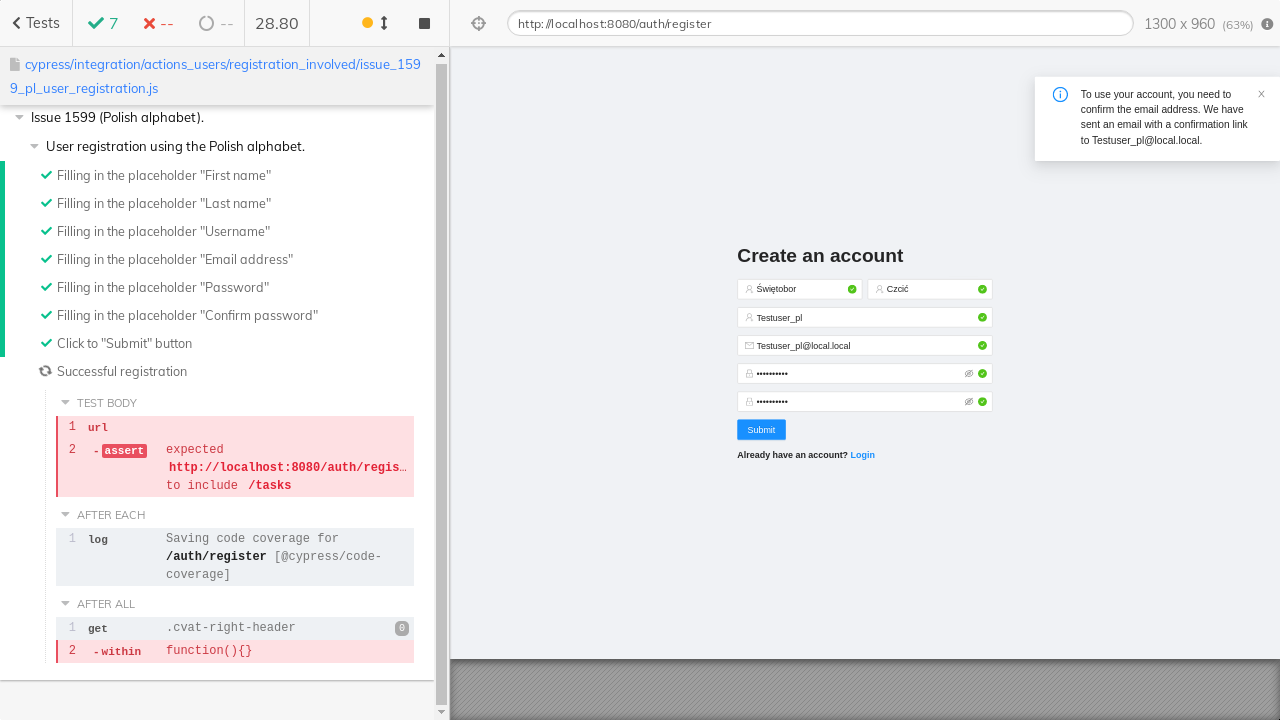 Tests
7
--
--
28.80
http://localhost:8080/auth/register
1300 x 960 (63%)
cypress/integration/actions_users/registration_involved/issue_159
9_pl_user_registration.js
Issue 1599 (Polish alphabet).
User registration using the Polish alphabet.
Filling in the placeholder "First name"
Filling in the placeholder "Last name"
Filling in the placeholder "Username"
Filling in the placeholder "Email address"
Filling in the placeholder "Password"
Filling in the placeholder "Confirm password"
Click to "Submit" button
Successful registration
TEST BODY
1 url
2 -assert expected
http://localhost:8080/auth/regis…
to include /tasks
AFTER EACH
1 log Saving code coverage for
/auth/register [@cypress/code-
coverage]
AFTER ALL
1 get .cvat-right-header 0
2 -within function(){}
To use your account, you need to
confirm the email address. We have
sent an email with a confirmation link
to Testuser_pl@local.local.
Create an account
Świętobor Czcić
Testuser_pl
Testuser_pl@local.local
••••••••••
••••••••••
Submit
Already have an account? Login